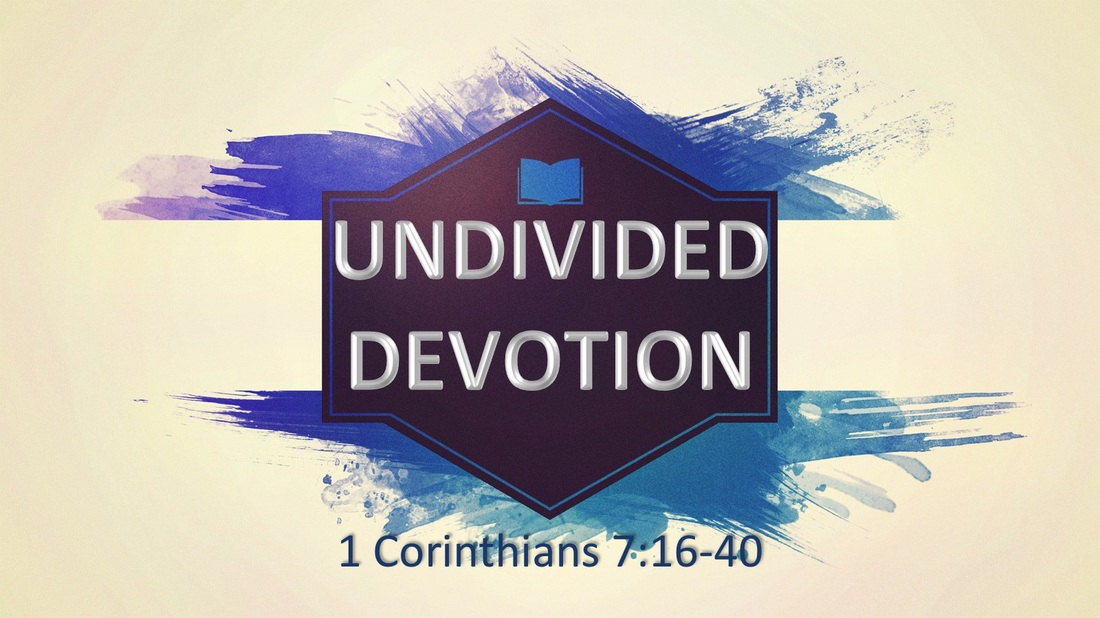 UNDIVIDED
DEVOTION
1 Corinthians 7:16-40